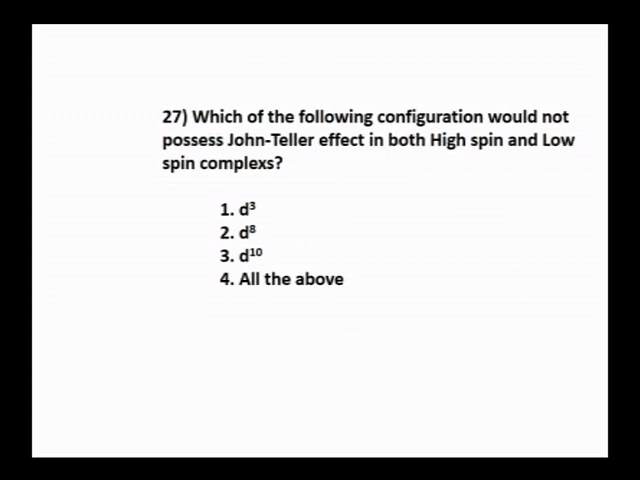 27) Which of the following configuration would not
possess John-Teller effect in both High spin and Low
spin complexs?
1. d³
2. d⁸
3. d¹⁰
4. All the above